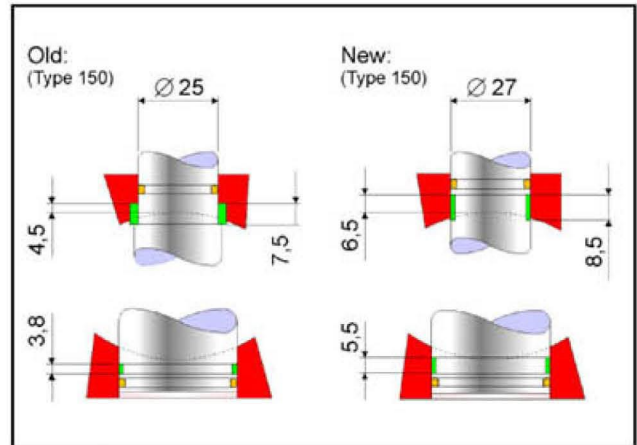 Old:
(Type 150)
Ø 25
4,5
7,5
3,8
New:
(Type 150)
Ø 27
6,5
8,5
5,5